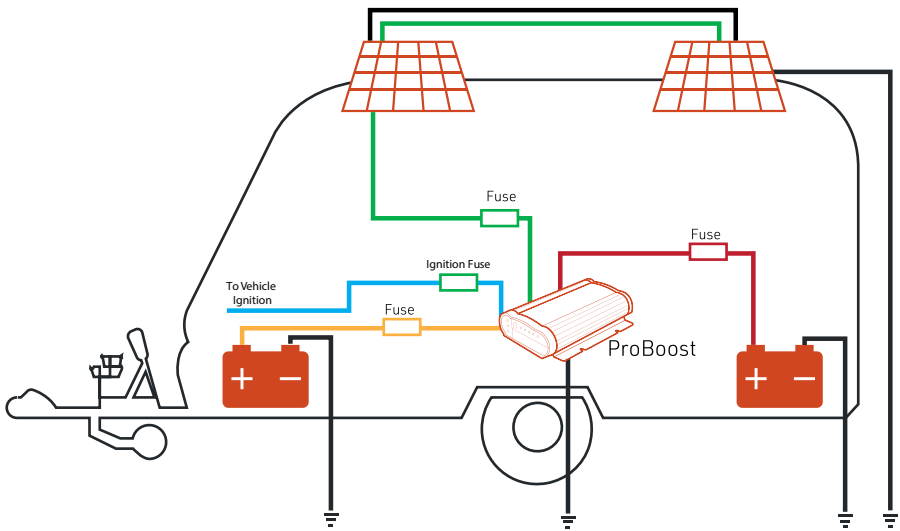 Fuse
Fuse
Ignition Fuse
To Vehicle
Ignition
Fuse
ProBoost
+ −
+ −